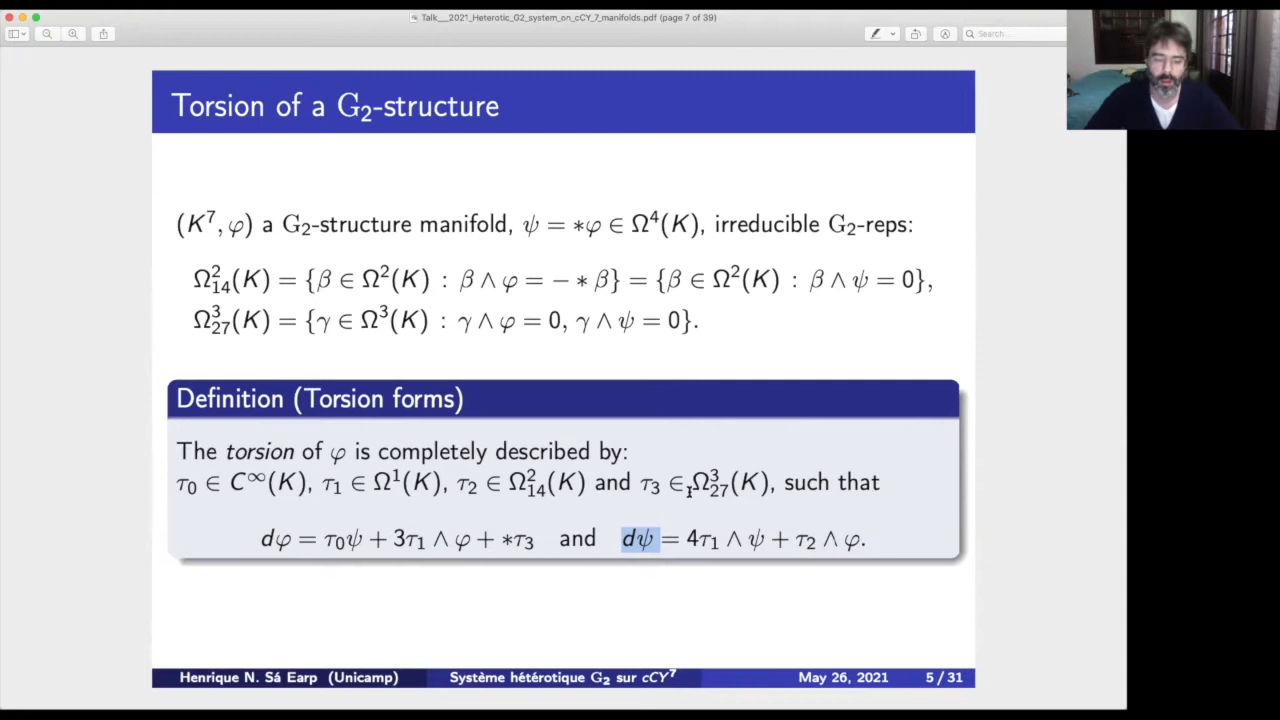 Talk___2021_Heterotic_G2_system_on_cCY_7_manifolds.pdf (page 7 of 39)
Search
Torsion of a G₂-structure
(K⁷, φ) a G₂-structure manifold, ψ = ∗φ ∈ Ω⁴(K), irreducible G₂-reps:
Ω²₁₄(K) = {β ∈ Ω²(K) : β ∧ φ = − ∗ β} = {β ∈ Ω²(K) : β ∧ ψ = 0},
Ω³₂₇(K) = {γ ∈ Ω³(K) : γ ∧ φ = 0, γ ∧ ψ = 0}.
Definition (Torsion forms)
The torsion of φ is completely described by:
τ₀ ∈ C^∞(K), τ₁ ∈ Ω¹(K), τ₂ ∈ Ω²₁₄(K) and τ₃ ∈ Ω³₂₇(K), such that
dφ = τ₀ψ + 3τ₁ ∧ φ + ∗τ₃ and dψ = 4τ₁ ∧ ψ + τ₂ ∧ φ.
Henrique N. Sá Earp (Unicamp) Système hétérotique G₂ sur cCY⁷ May 26, 2021 5 / 31